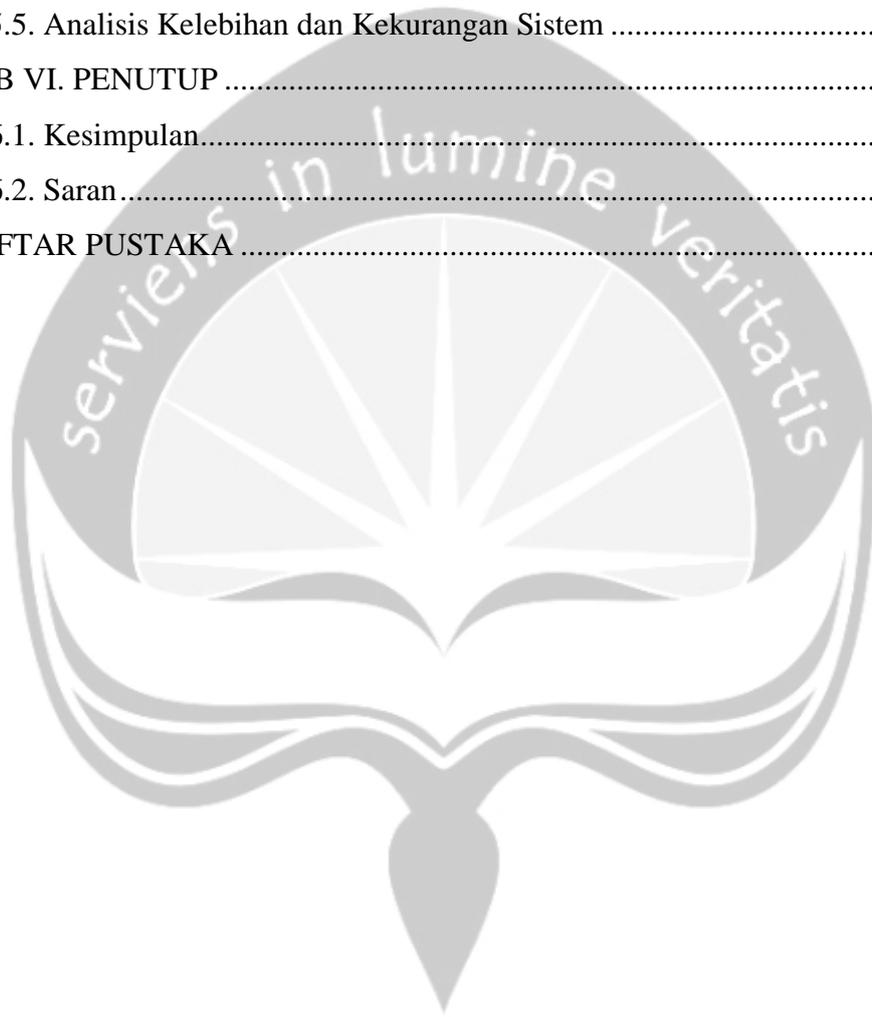 .5. Analisis Kelebihan dan Kekurangan Sistem ................................
B VI. PENUTUP ................................................................................
6.1. Kesimpulan...................................................................................
6.2. Saran.............................................................................................
FTAR PUSTAKA ..............................................................................
serviens in lumine veritatis